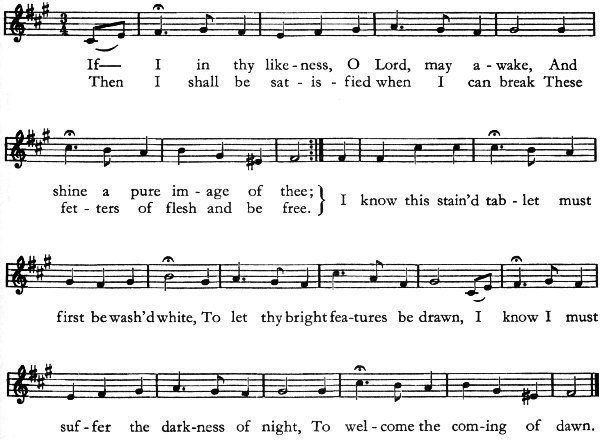 If— I in thy like-ness, O Lord, may a-wake, And
Then I shall be sat-is-fied when I can break These
shine a pure im-age of thee;
fet-ters of flesh and be free. } I know this stain'd tab-let must
first be wash'd white, To let thy bright fea-tures be drawn, I know I must
suf-fer the dark-ness of night, To wel-come the com-ing of dawn.